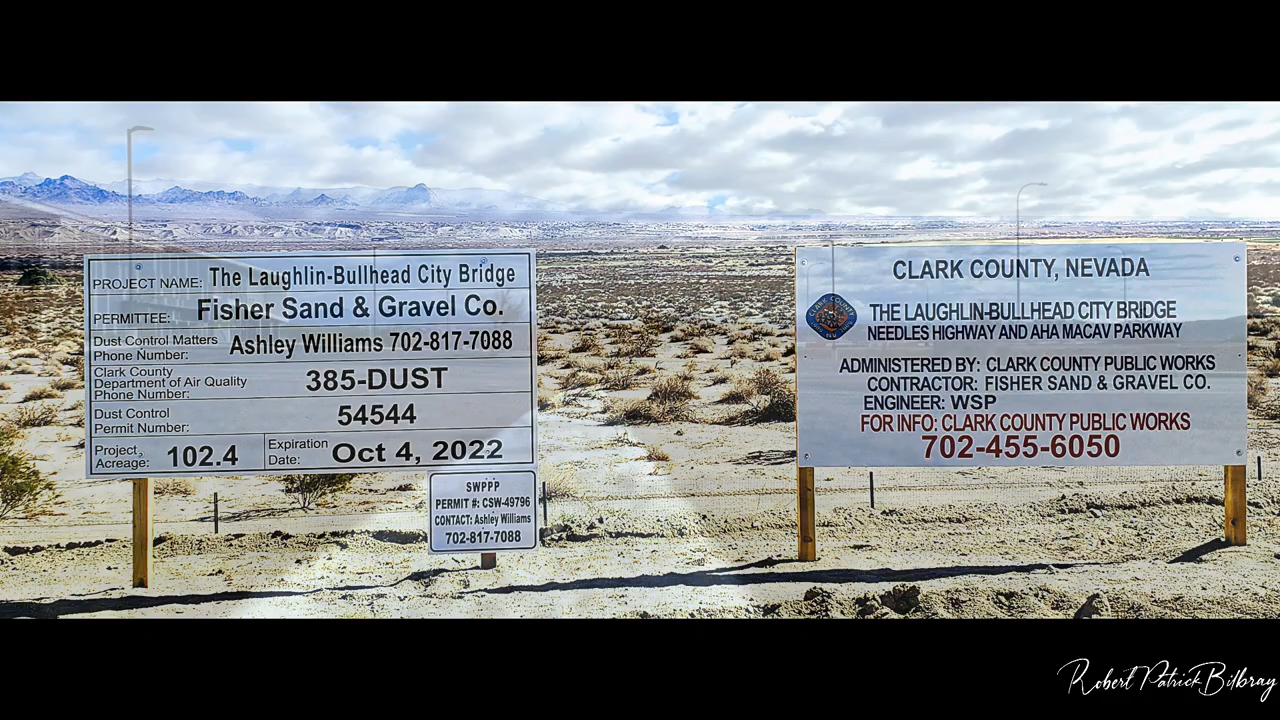 PROJECT NAME: The Laughlin-Bullhead City Bridge
PERMITTEE: Fisher Sand & Gravel Co.
Dust Control Matters
Phone Number: Ashley Williams 702-817-7088
Clark County
Department of Air Quality
Phone Number: 385-DUST
Dust Control
Permit Number: 54544
Project
Acreage: 102.4
Expiration
Date: Oct 4, 2022
SWPPP
PERMIT #: CSW-49796
CONTACT: Ashley Williams
702-817-7088
CLARK COUNTY, NEVADA
CLARK COUNTY
THE LAUGHLIN-BULLHEAD CITY BRIDGE
NEEDLES HIGHWAY AND AHA MACAV PARKWAY
ADMINISTERED BY: CLARK COUNTY PUBLIC WORKS
CONTRACTOR: FISHER SAND & GRAVEL CO.
ENGINEER: WSP
FOR INFO: CLARK COUNTY PUBLIC WORKS
702-455-6050
Robert Patrick Bilbray